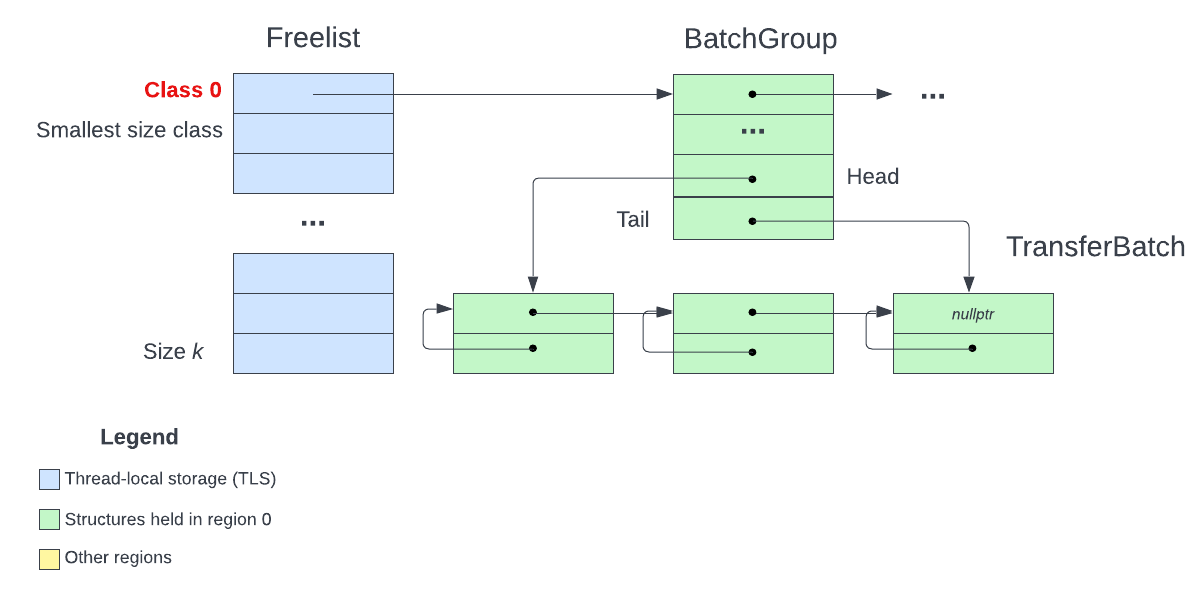 Freelist
BatchGroup
Class 0
...
Smallest size class
...
Head
Tail
...
TransferBatch
nullptr
Size k
Legend
Thread-local storage (TLS)
Structures held in region 0
Other regions